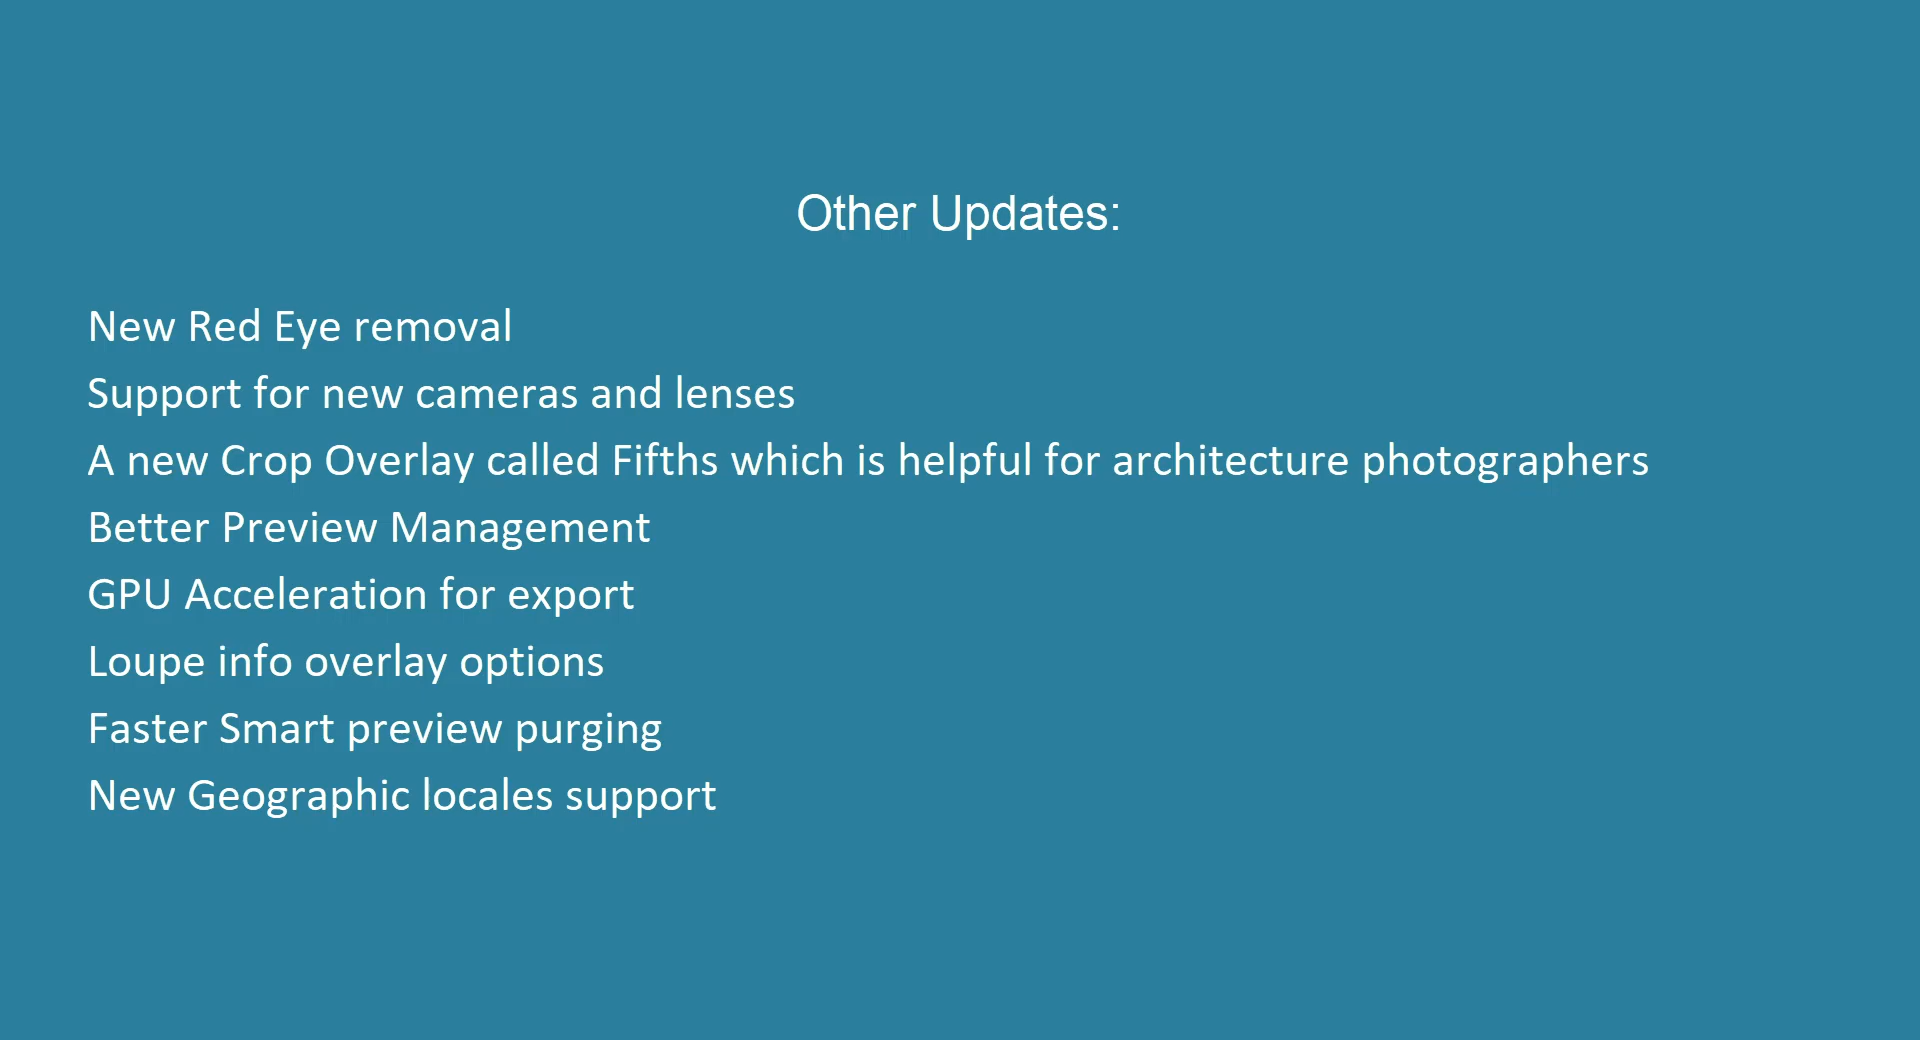 Other Updates:
New Red Eye removal
Support for new cameras and lenses
A new Crop Overlay called Fifths which is helpful for architecture photographers
Better Preview Management
GPU Acceleration for export
Loupe info overlay options
Faster Smart preview purging
New Geographic locales support